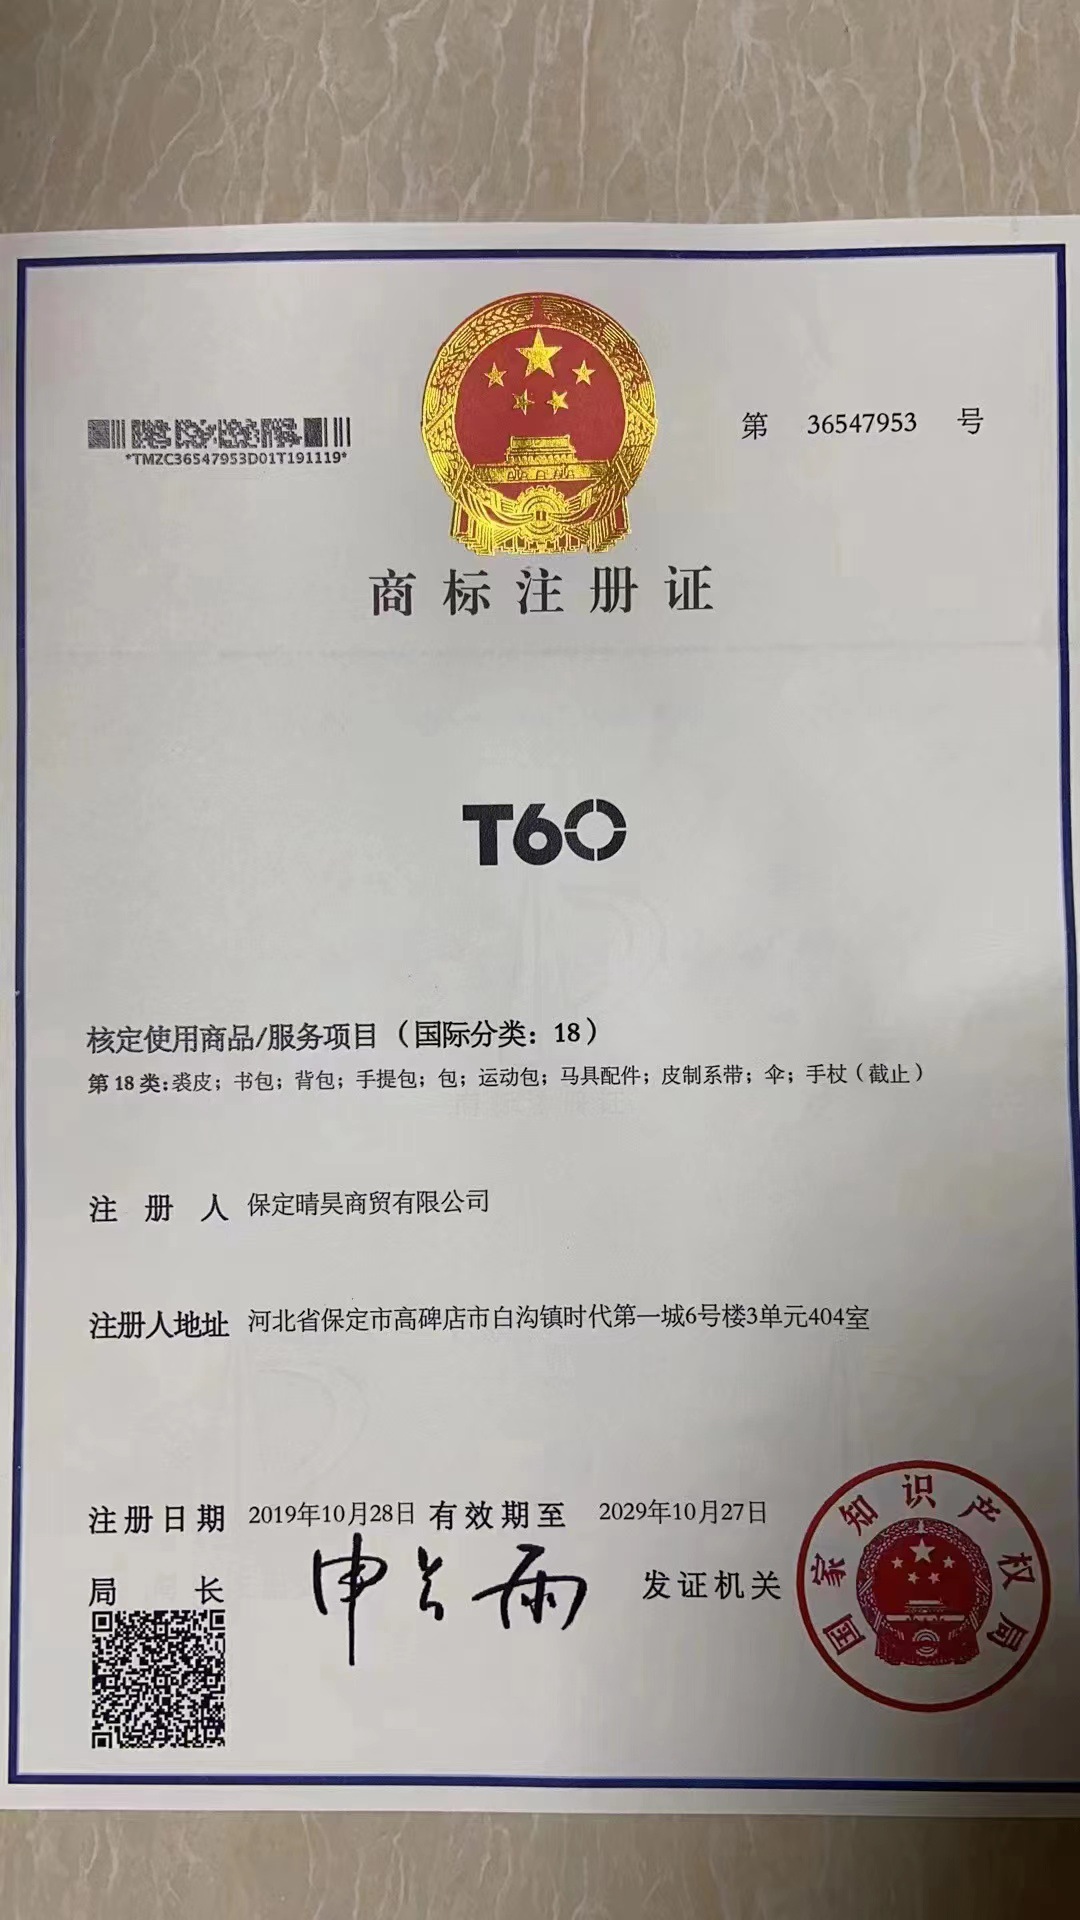 *TMZC36547953D01T191119*
第 36547953 号
商标注册证
T60
核定使用商品/服务项目（国际分类：18）
第 18 类：裘皮；书包；背包；手提包；包；运动包；马具配件；皮制系带；伞；手杖（截止）
注册人 保定晴昊商贸有限公司
注册人地址 河北省保定市高碑店市白沟镇时代第一城6号楼3单元404室
注册日期 2019年10月28日 有效期至 2029年10月27日
局长 申长雨 发证机关
国家知识产权局